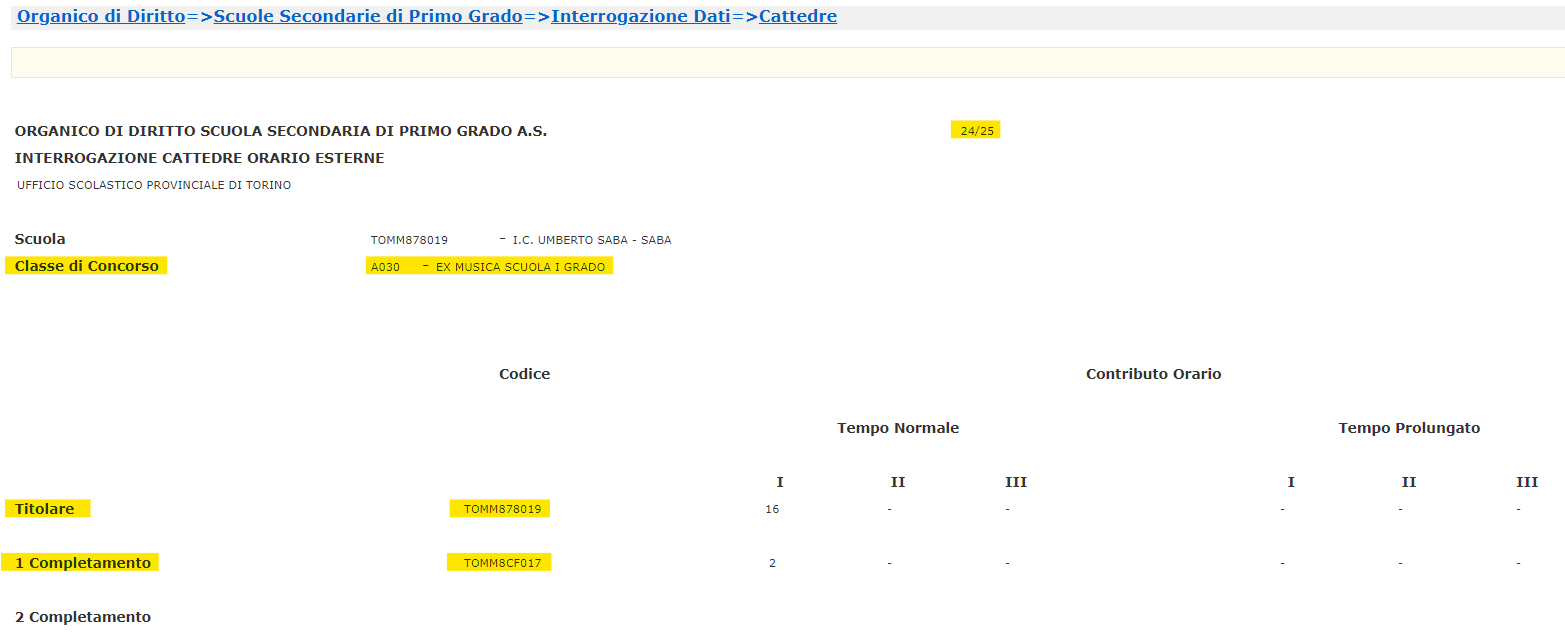 Organico di Diritto=>Scuole Secondarie di Primo Grado=>Interrogazione Dati=>Cattedre
ORGANICO DI DIRITTO SCUOLA SECONDARIA DI PRIMO GRADO A.S. 24/25
INTERROGAZIONE CATTEDRE ORARIO ESTERNE
UFFICIO SCOLASTICO PROVINCIALE DI TORINO
Scuola TOMM878019 – I.C. UMBERTO SABA - SABA
Classe di Concorso A030 – EX MUSICA SCUOLA I GRADO
Codice Contributo Orario
Tempo Normale Tempo Prolungato
I II III I II III
Titolare TOMM878019 16 - - - - -
1 Completamento TOMM8CF017 2 - - - - -
2 Completamento